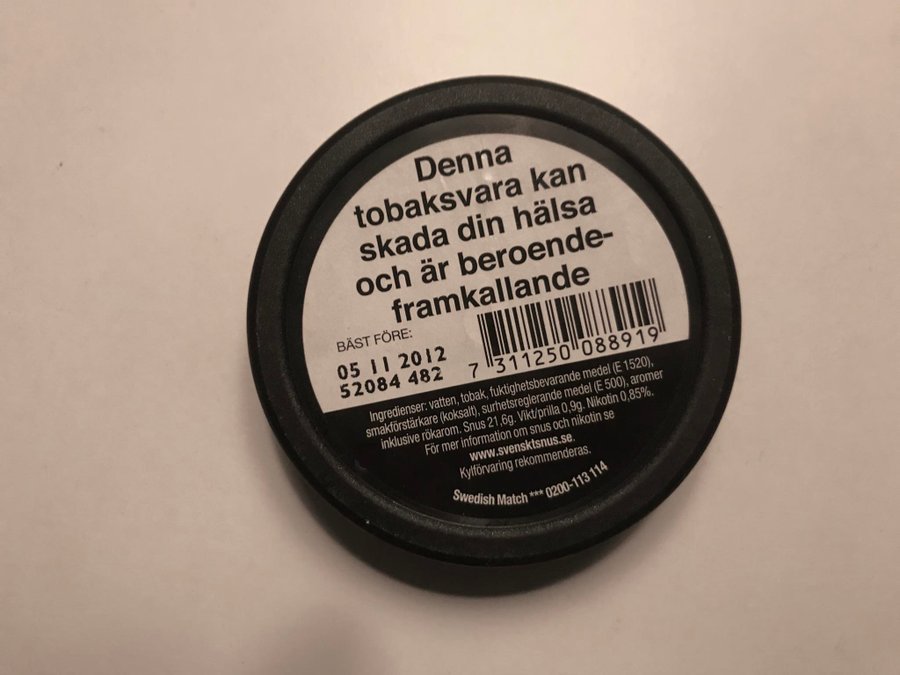 Denna
tobaksvara kan
skada din hälsa
och är beroende-
framkallande
BÄST FÖRE:
05 11 2012
52084 482
7 311250 088919
Ingredienser: vatten, tobak, fuktighetsbevarande medel (E 1520),
smakförstärkare (koksalt), surhetsreglerande medel (E 500), aromer
inklusive rökarom. Snus 21,6g. Vikt/prilla 0,9g. Nikotin 0,85%.
För mer information om snus och nikotin se
www.svensktsnus.se.
Kylförvaring rekommenderas.
Swedish Match *** 0200-113 114